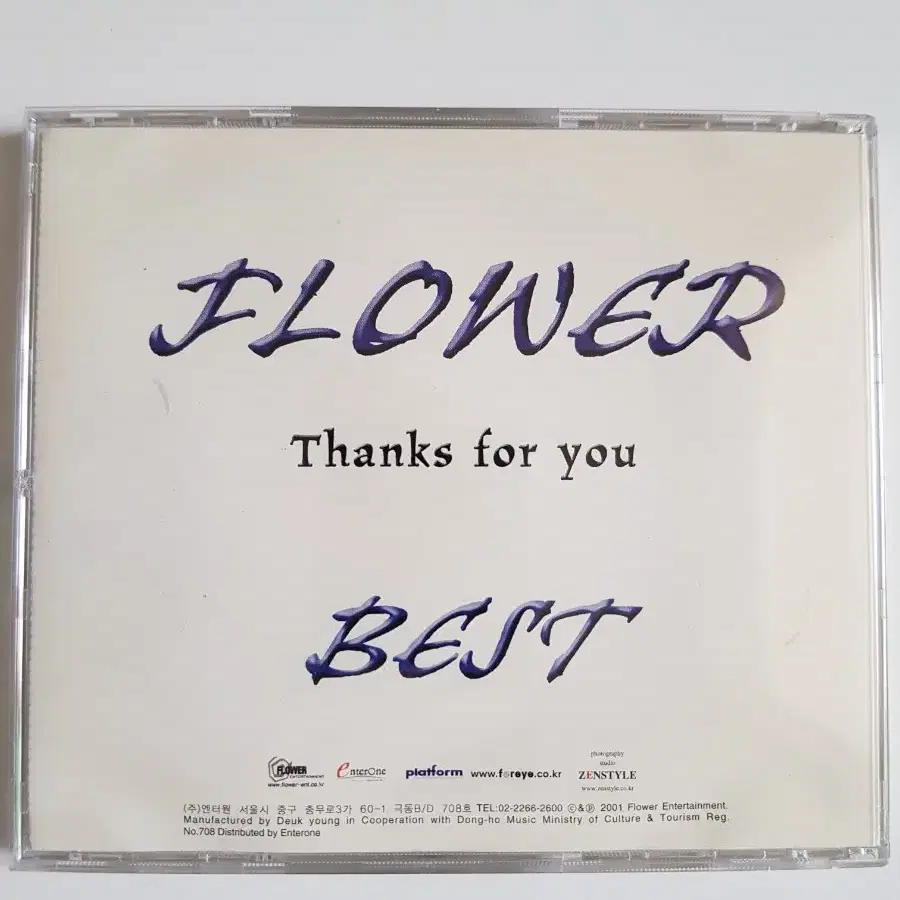 FLOWER
Thanks for you
BEST
FLOWER ENTERTAINMENT
www.flower-ent.co.kr
enterOne
platform
www.foreye.co.kr
photography
studio
ZENSTYLE
www.zenstyle.co.kr
(주)엔터원 서울시 중구 충무로3가 60-1 극동B/D 708호 TEL:02-2266-2600 ©&℗ 2001 Flower Entertainment.
Manufactured by Deuk young in Cooperation with Dong-ho Music Ministry of Culture & Tourism Reg.
No.708 Distributed by Enterone